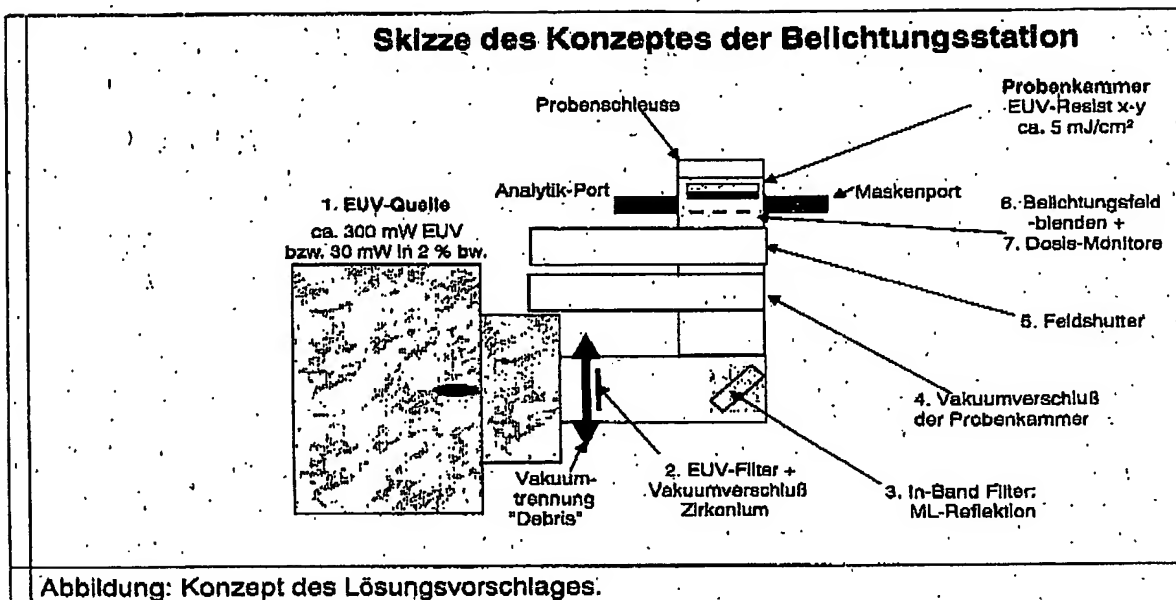 Skizze des Konzeptes der Belichtungsstation
Probenschleuse
Probenkammer
EUV-Resist x-y
ca. 5 mJ/cm²
Analytik-Port
Maskenport
1. EUV-Quelle
ca. 300 mW EUV
bzw. 30 mW in 2 % bw.
6. Belichtungsfeld
-blenden +
7. Dosis-Monitore
5. Feldshutter
4. Vakuumverschluß
der Probenkammer
Vakuum-
trennung
"Debris"
2. EUV-Filter +
Vakuumverschluß
Zirkonium
3. In-Band Filter:
ML-Reflektion
Abbildung: Konzept des Lösungsvorschlages.